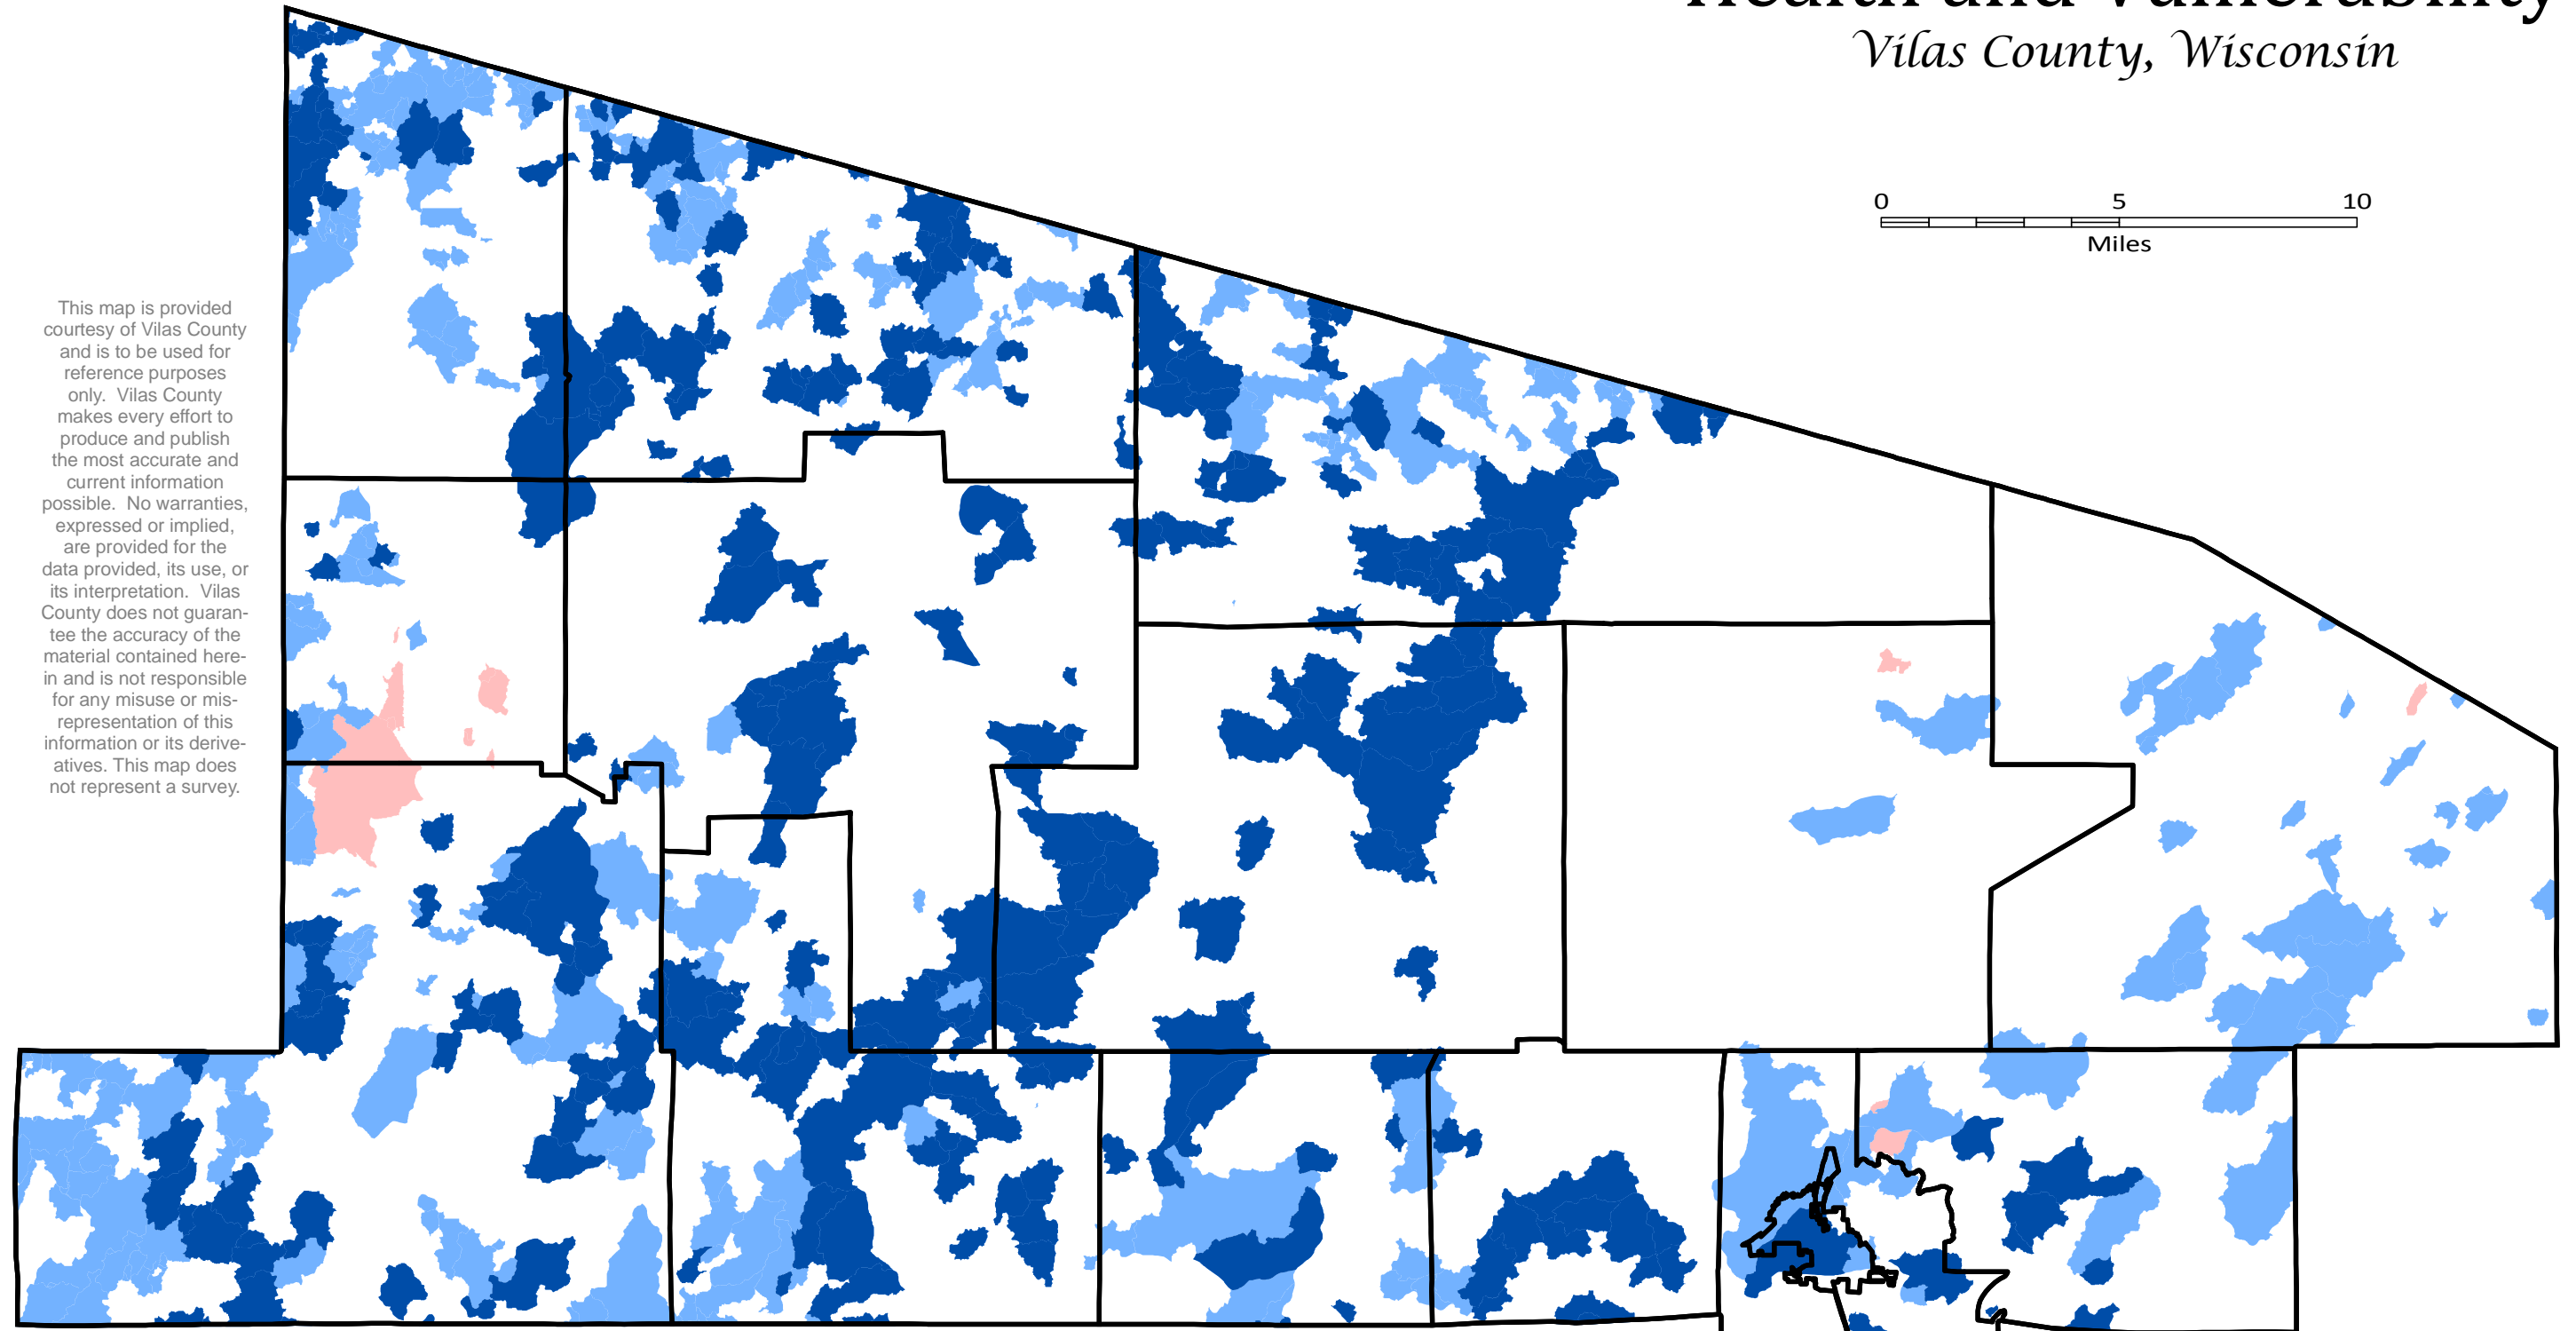 Health and Vulnerability
Vilas County, Wisconsin
0 5 10
Miles
This map is provided
courtesy of Vilas County
and is to be used for
reference purposes
only. Vilas County
makes every effort to
produce and publish
the most accurate and
current information
possible. No warranties,
expressed or implied,
are provided for the
data provided, its use, or
its interpretation. Vilas
County does not guaran-
tee the accuracy of the
material contained here-
in and is not responsible
for any misuse or mis-
representation of this
information or its derive-
atives. This map does
not represent a survey.